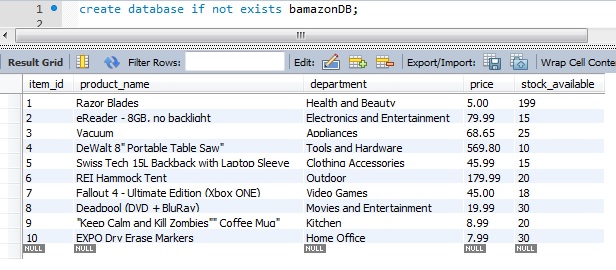 1 create database if not exists bamazonDB;
2
Result Grid Filter Rows: Edit: Export/Import: Wrap Cell Conte
item_id product_name department price stock_available
1 Razor Blades Health and Beauty 5.00 199
2 eReader - 8GB, no backlight Electronics and Entertainment 79.99 15
3 Vacuum Appliances 68.65 25
4 DeWalt 8" Portable Table Saw" Tools and Hardware 569.80 10
5 Swiss Tech 15L Backback with Laptop Sleeve Clothing Accessories 45.99 15
6 REI Hammock Tent Outdoor 179.99 20
7 Fallout 4 - Ultimate Edition (Xbox ONE) Video Games 45.00 18
8 Deadpool (DVD + BluRay) Movies and Entertainment 19.99 30
9 "Keep Calm and Kill Zombies"" Coffee Mug" Kitchen 8.99 20
10 EXPO Dry Erase Markers Home Office 7.99 30
NULL NULL NULL NULL NULL